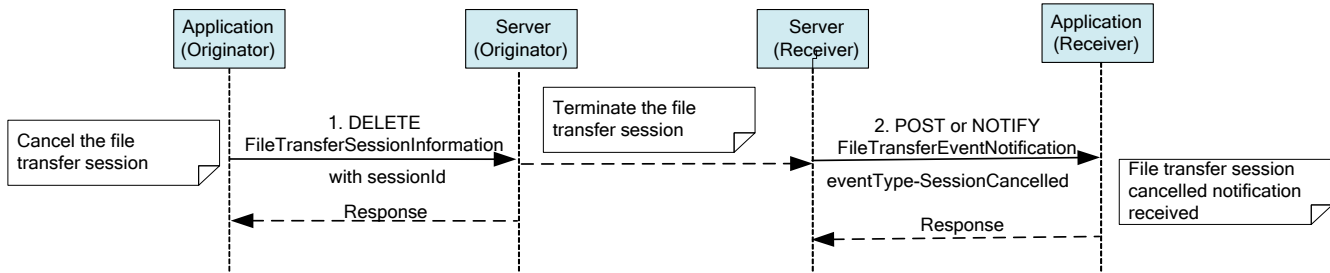 Application
(Originator)
Server
(Originator)
Server
(Receiver)
Application
(Receiver)
Cancel the file
transfer session
1. DELETE
FileTransferSessionInformation
with sessionId
Response
Terminate the file
transfer session
2. POST or NOTIFY
FileTransferEventNotification
eventType-SessionCancelled
Response
File transfer session
cancelled notification
received